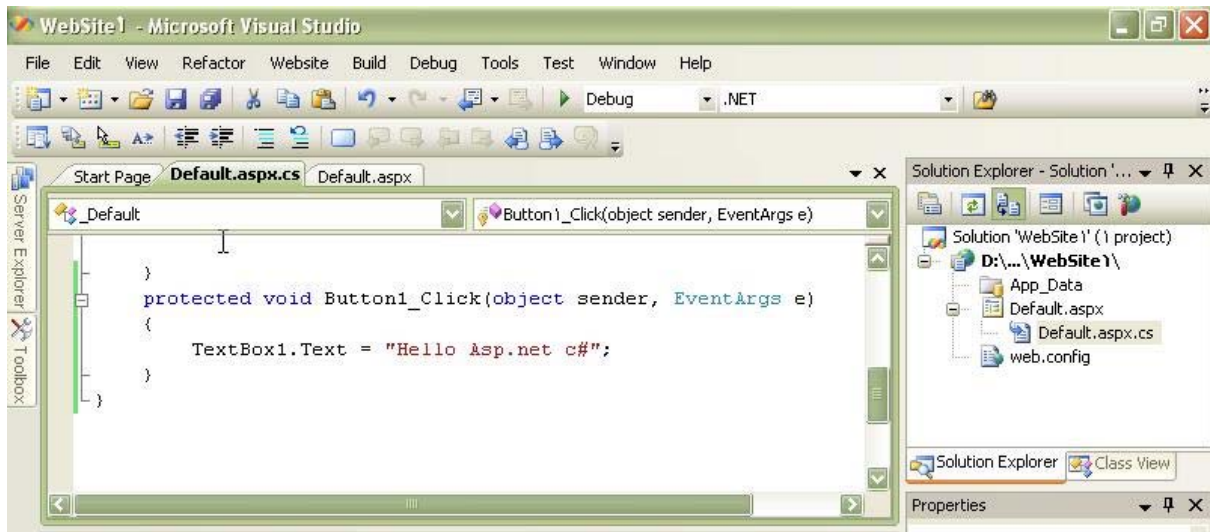 WebSite1 - Microsoft Visual Studio
File Edit View Refactor Website Build Debug Tools Test Window Help
Debug .NET
Start Page Default.aspx.cs Default.aspx
Solution Explorer - Solution '...
_Default Button1_Click(object sender, EventArgs e)
Server Explorer
Toolbox
}
protected void Button1_Click(object sender, EventArgs e)
{
TextBox1.Text = "Hello Asp.net c#";
}
}
Solution 'WebSite1' (1 project)
D:\...\WebSite1\
App_Data
Default.aspx
Default.aspx.cs
web.config
Solution Explorer Class View
Properties